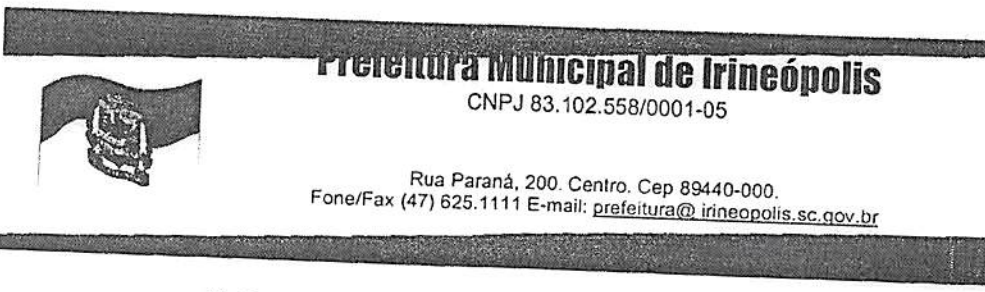 Prefeitura Municipal de Irineópolis
CNPJ 83.102.558/0001-05
Rua Paraná, 200. Centro. Cep 89440-000.
Fone/Fax (47) 625.1111 E-mail: prefeitura@ irineopolis.sc.gov.br